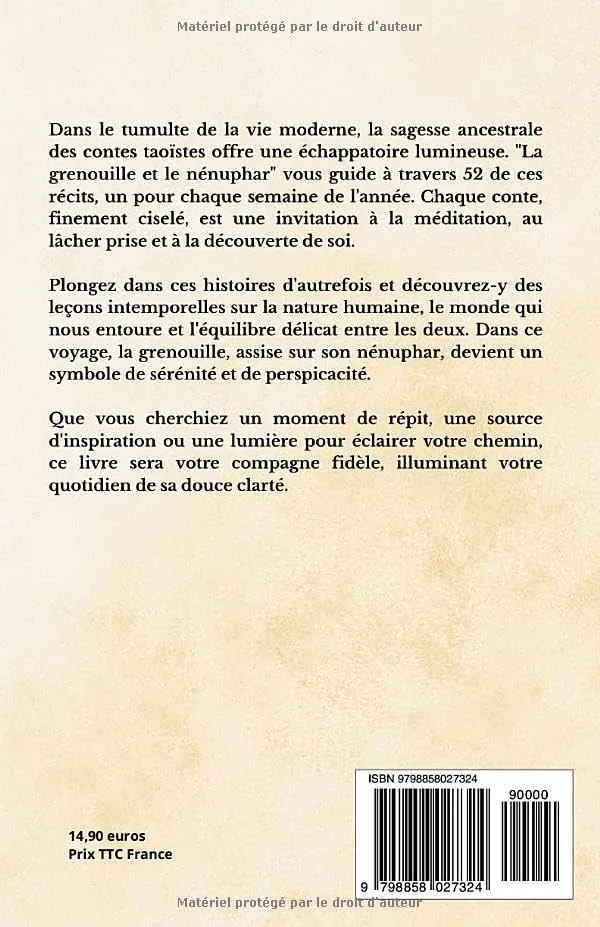 Matériel protégé par le droit d'auteur
Dans le tumulte de la vie moderne, la sagesse ancestrale
des contes taoïstes offre une échappatoire lumineuse. "La
grenouille et le nénuphar" vous guide à travers 52 de ces
récits, un pour chaque semaine de l'année. Chaque conte,
finement ciselé, est une invitation à la méditation, au
lâcher prise et à la découverte de soi.
Plongez dans ces histoires d'autrefois et découvrez-y des
leçons intemporelles sur la nature humaine, le monde qui
nous entoure et l'équilibre délicat entre les deux. Dans ce
voyage, la grenouille, assise sur son nénuphar, devient un
symbole de sérénité et de perspicacité.
Que vous cherchiez un moment de répit, une source
d'inspiration ou une lumière pour éclairer votre chemin,
ce livre sera votre compagne fidèle, illuminant votre
quotidien de sa douce clarté.
ISBN 9798858027324
90000
14,90 euros
Prix TTC France
9 798858 027324
Matériel protégé par le droit d'auteur